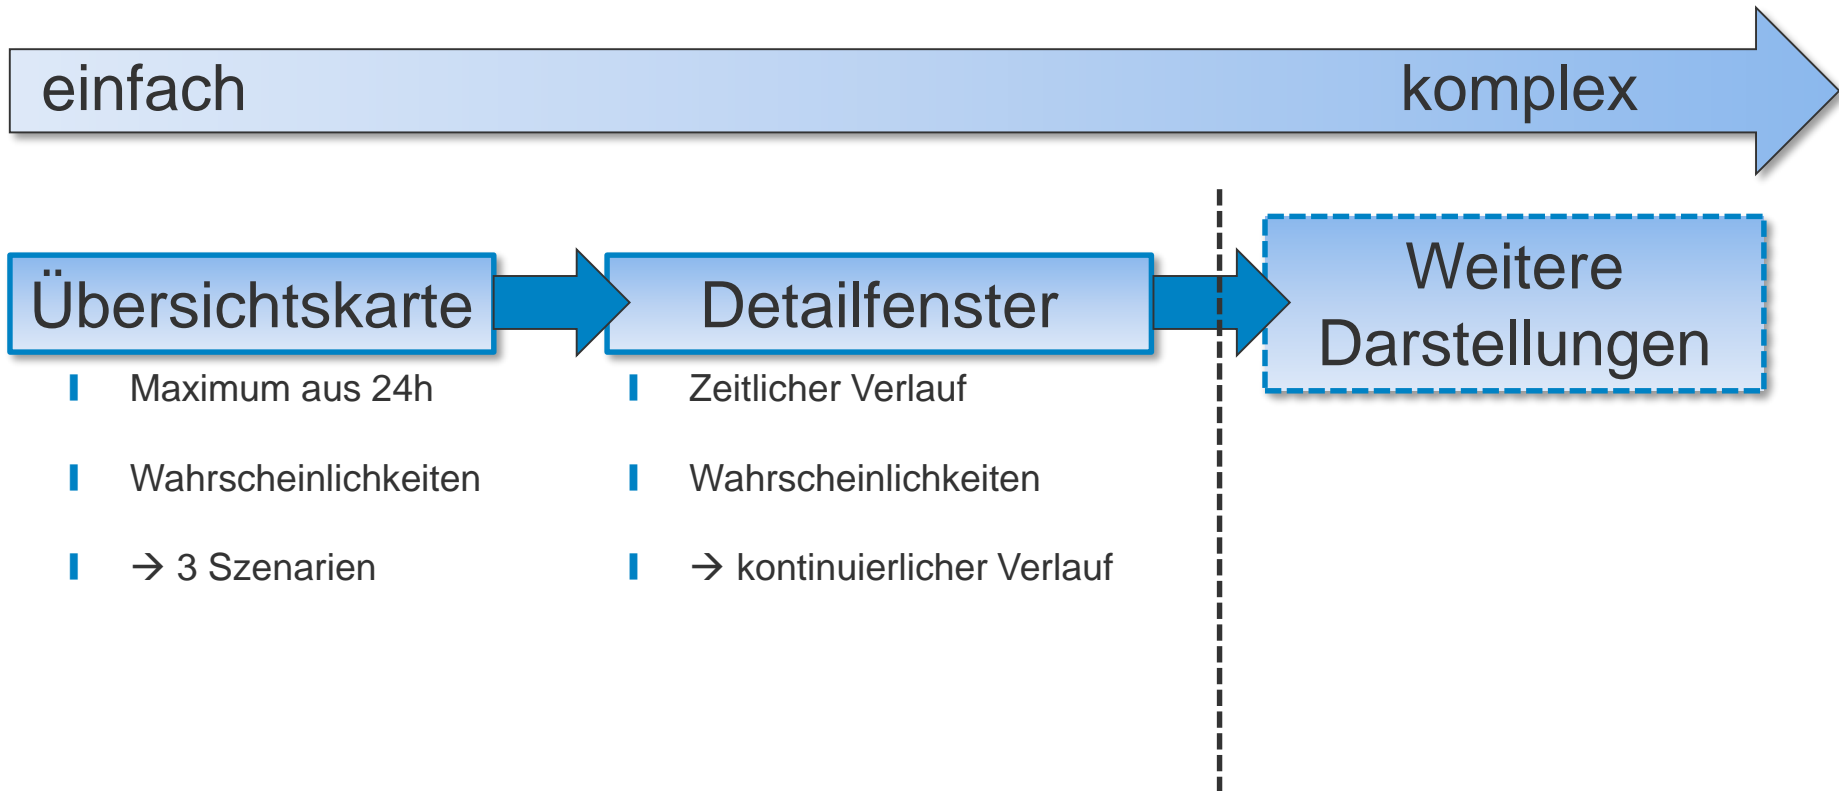 einfach
komplex
Übersichtskarte
Maximum aus 24h
Wahrscheinlichkeiten
→ 3 Szenarien
Detailfenster
Zeitlicher Verlauf
Wahrscheinlichkeiten
→ kontinuierlicher Verlauf
Weitere
Darstellungen